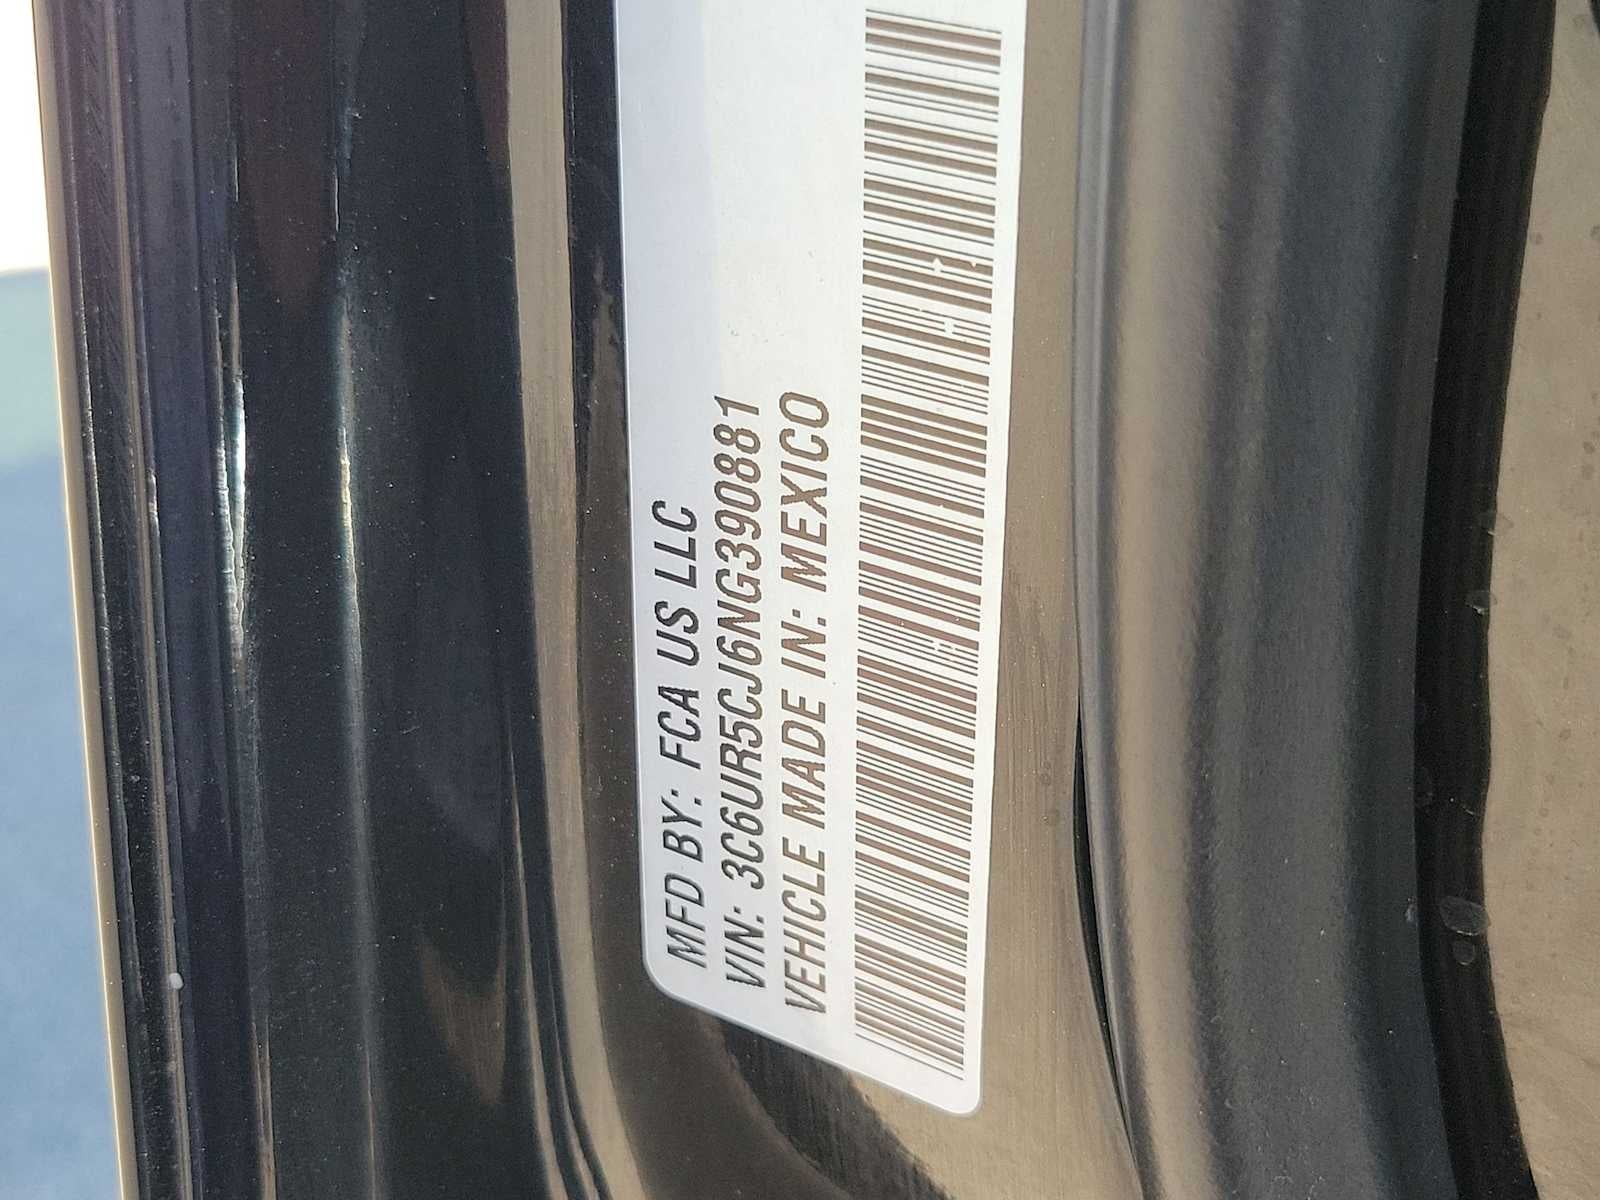 MFD BY: FCA US LLC
VIN: 3C6UR5CJ6NG390881
VEHICLE MADE IN: MEXICO